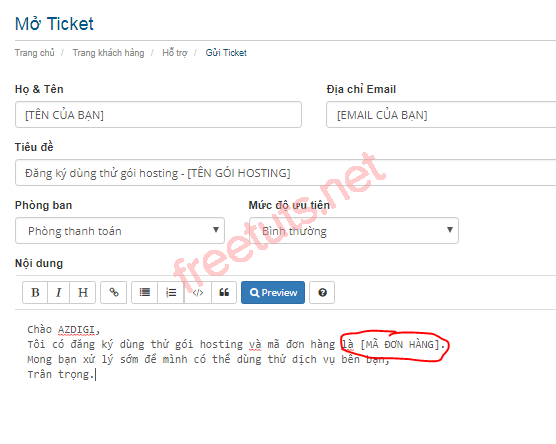 Mở Ticket
Trang chủ / Trang khách hàng / Hỗ trợ / Gửi Ticket
Họ & Tên Địa chỉ Email
[TÊN CỦA BẠN] [EMAIL CỦA BẠN]
Tiêu đề
Đăng ký dùng thử gói hosting - [TÊN GÓI HOSTING]
Phòng ban Mức độ ưu tiên
Phòng thanh toán Bình thường
Nội dung
B I H Preview
Chào AZDIGI,
Tôi có đăng ký dùng thử gói hosting và mã đơn hàng là [MÃ ĐƠN HÀNG].
Mong bạn xử lý sớm để mình có thể dùng thử dịch vụ bên bạn,
Trân trọng.
freetuts.net